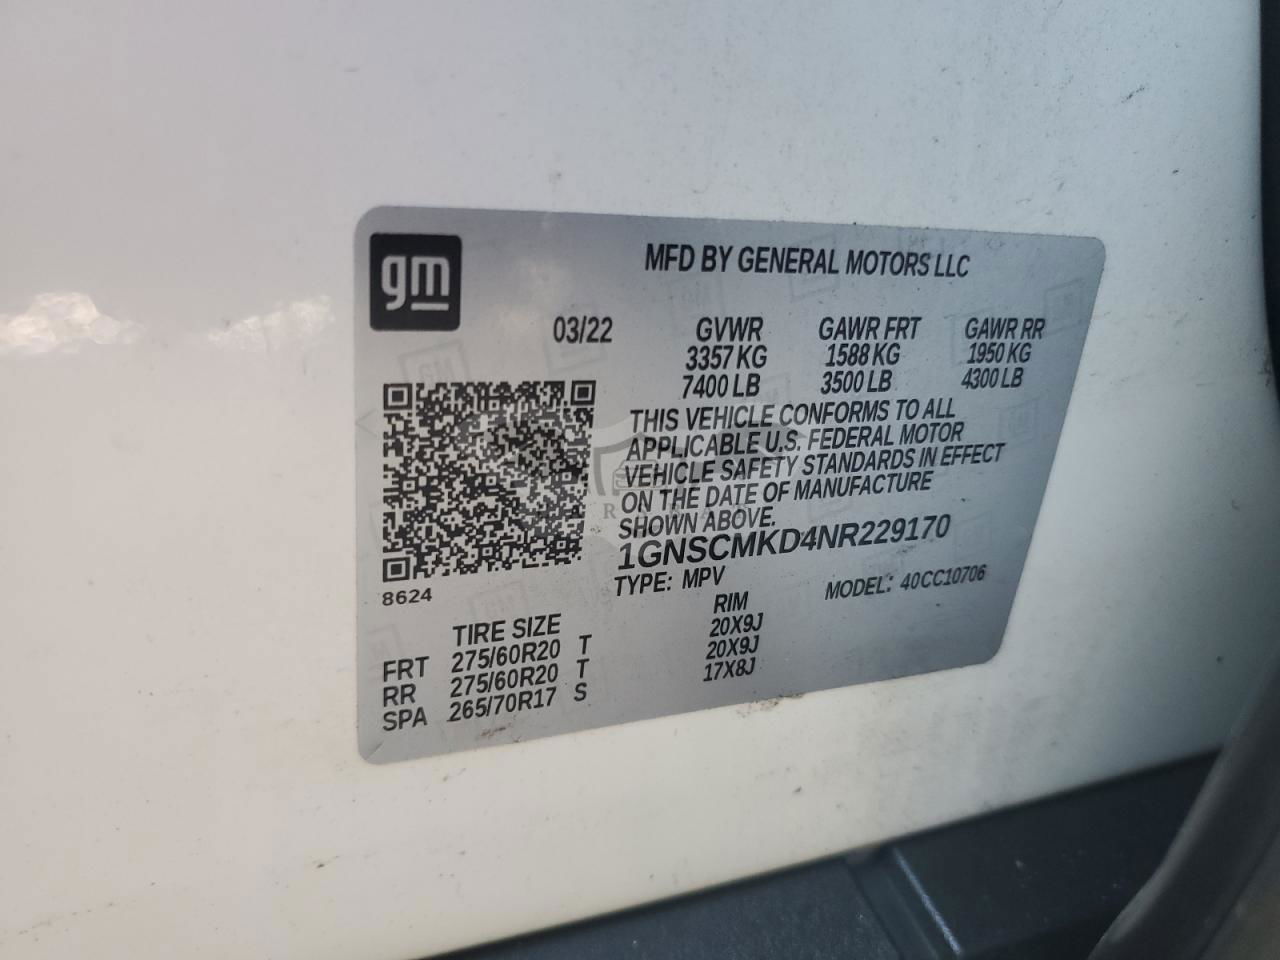 gm
MFD BY GENERAL MOTORS LLC
03/22 GVWR GAWR FRT GAWR RR
3357 KG 1588 KG 1950 KG
7400 LB 3500 LB 4300 LB
THIS VEHICLE CONFORMS TO ALL
APPLICABLE U.S. FEDERAL MOTOR
VEHICLE SAFETY STANDARDS IN EFFECT
ON THE DATE OF MANUFACTURE
SHOWN ABOVE.
1GNSCMKD4NR229170
TYPE: MPV MODEL: 40CC10706
8624
TIRE SIZE RIM
FRT 275/60R20 T 20X9J
RR 275/60R20 T 20X9J
SPA 265/70R17 S 17X8J